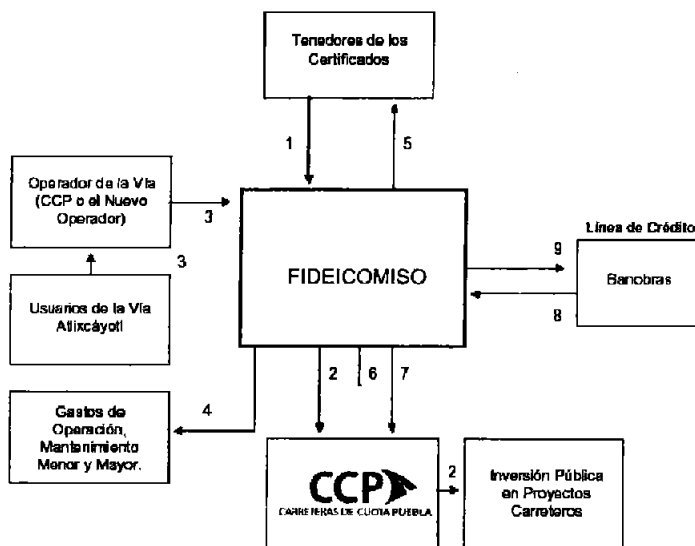 Tenedores de los
Certificados
1
5
Operador de la Vía
(CCP o el Nuevo
Operador)
3
3
Usuarios de la Vía
Atlixcáyotl
FIDEICOMISO
Línea de Crédito
9
Banobras
8
4
2
6
7
Gastos de
Operación,
Mantenimiento
Menor y Mayor.
CCP
CARRETERAS DE CUOTA PUEBLA
2
Inversión Pública
en Proyectos
Carreteros